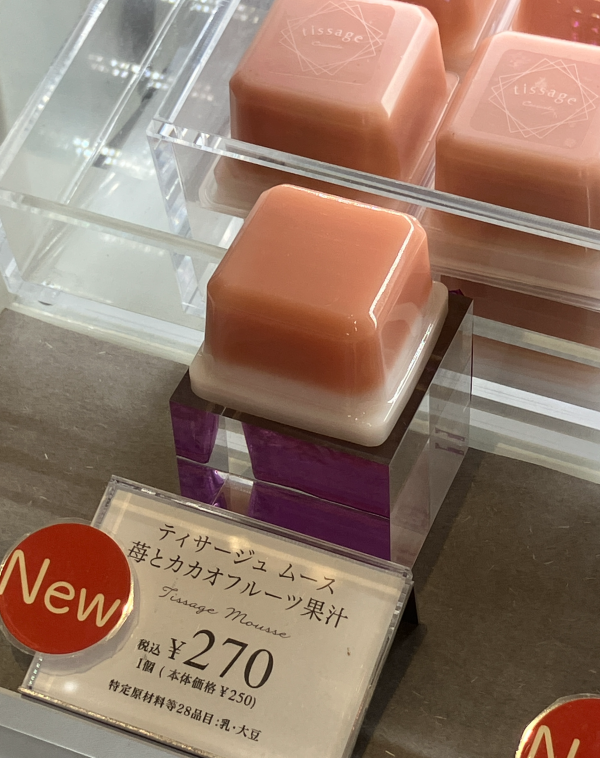 tissage
tissage
New
ティサージュ ムース
苺とカカオフルーツ果汁
Tissage Mousse
税込 ¥270
1個 ( 本体価格 ¥250)
特定原材料等28品目:乳・大豆